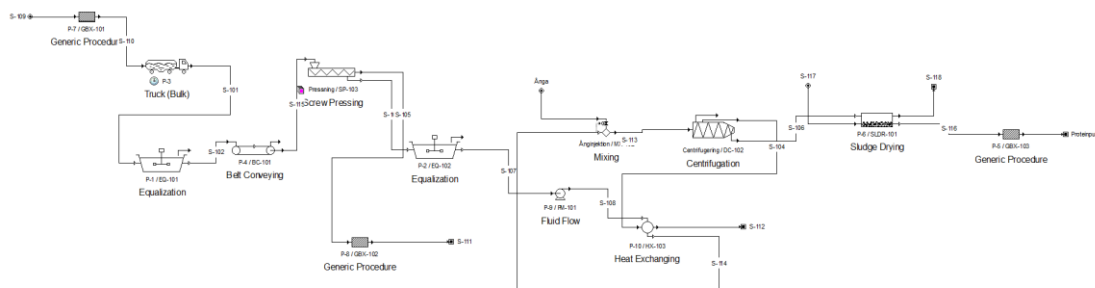 S-109
P-7 / GBX-101
Generic Procedure
S-110
P-3
Truck (Bulk)
S-101
P-1 / EQ-101
Equalization
S-102
P-4 / BC-101
Belt Conveying
S-115
Pressning / SP-103
Screw Pressing
S-105
P-2 / EQ-102
Equalization
S-107
P-8 / GBX-102
Generic Procedure
S-111
Ånga
Ånginjektion /
Mixing
S-113
Centrifugering / DC-102
Centrifugation
S-104
P-9 / PM-101
Fluid Flow
S-108
P-10 / HX-103
Heat Exchanging
S-112
S-114
S-106
S-117
S-118
P-6 / SLDR-101
Sludge Drying
S-116
P-5 / GBX-103
Generic Procedure